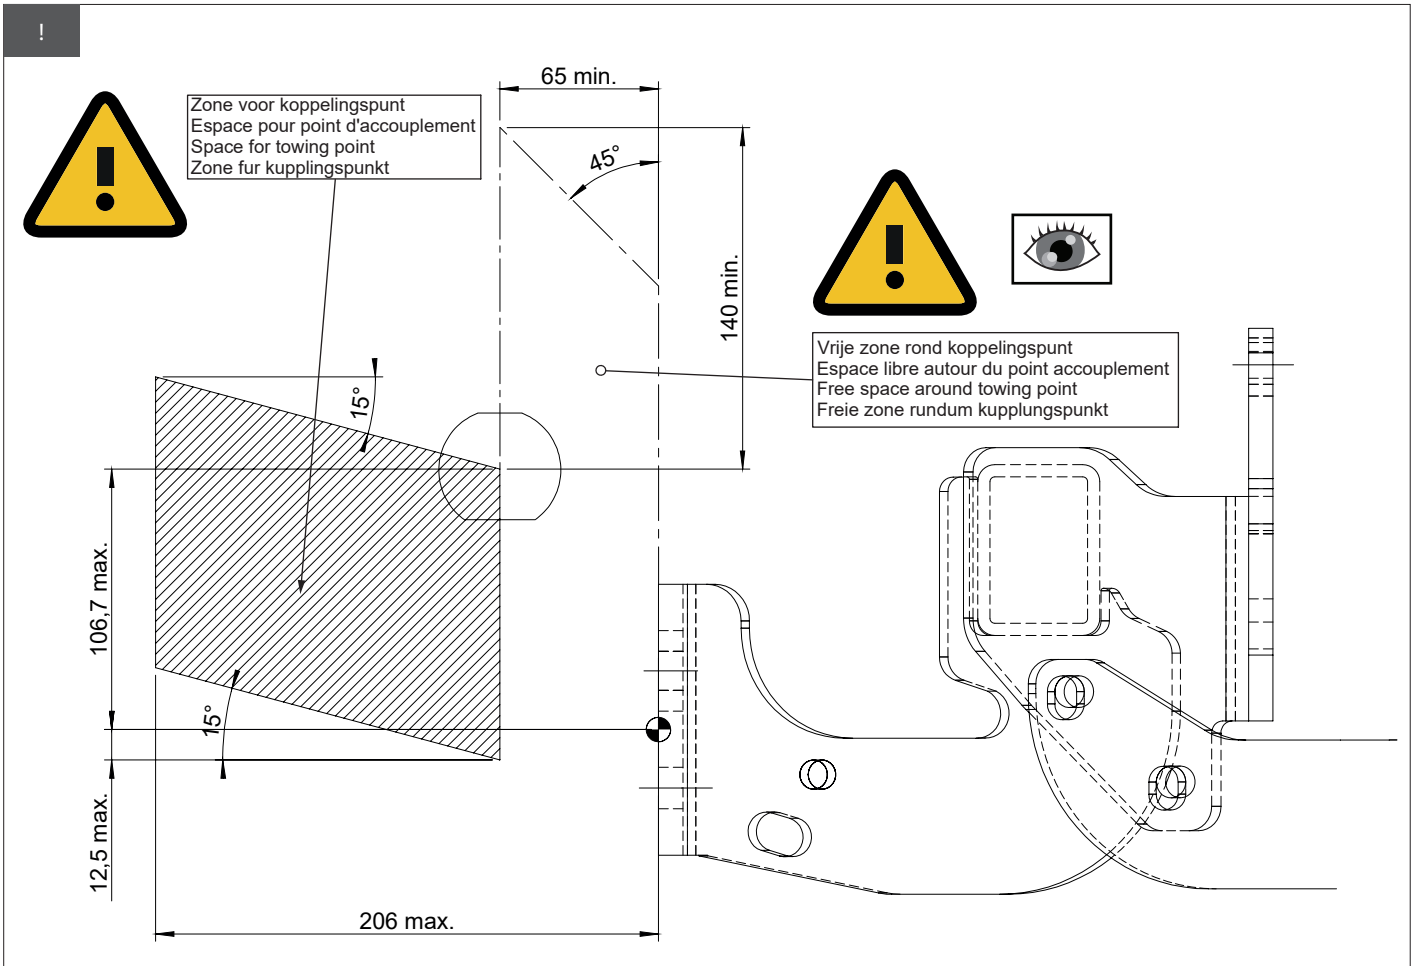 !
65 min.
Zone voor koppelingspunt
Espace pour point d'accouplement
Space for towing point
Zone fur kupplingspunkt
45°
140 min.
Vrije zone rond koppelingspunt
Espace libre autour du point accouplement
Free space around towing point
Freie zone rundum kupplungspunkt
15°
106,7 max.
15°
12,5 max.
206 max.